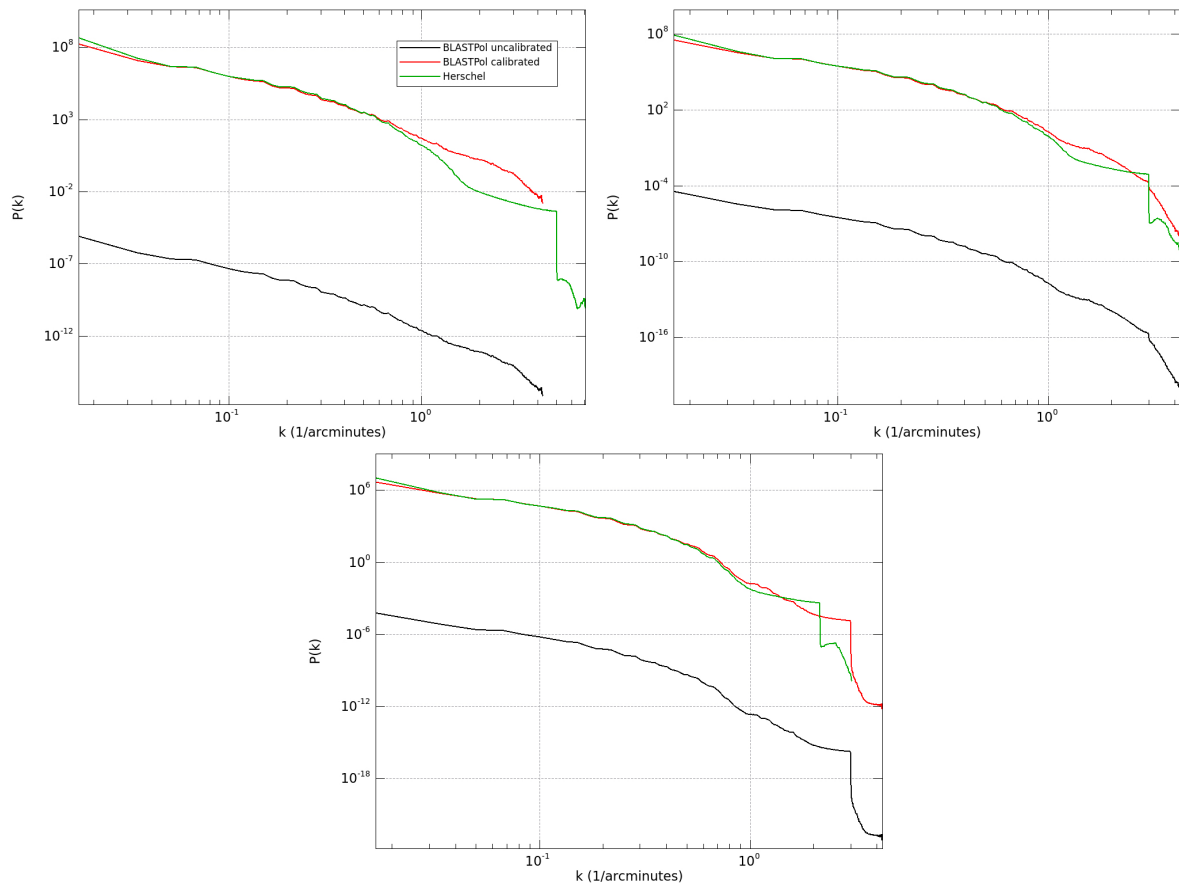 10^8
10^3
10^-2
10^-7
10^-12
P(k)
10^-1
10^0
k (1/arcminutes)
BLASTPol uncalibrated
BLASTPol calibrated
Herschel
10^8
10^2
10^-4
10^-10
10^-16
P(k)
10^-1
10^0
k (1/arcminutes)
10^6
10^0
10^-6
10^-12
10^-18
P(k)
10^-1
10^0
k (1/arcminutes)